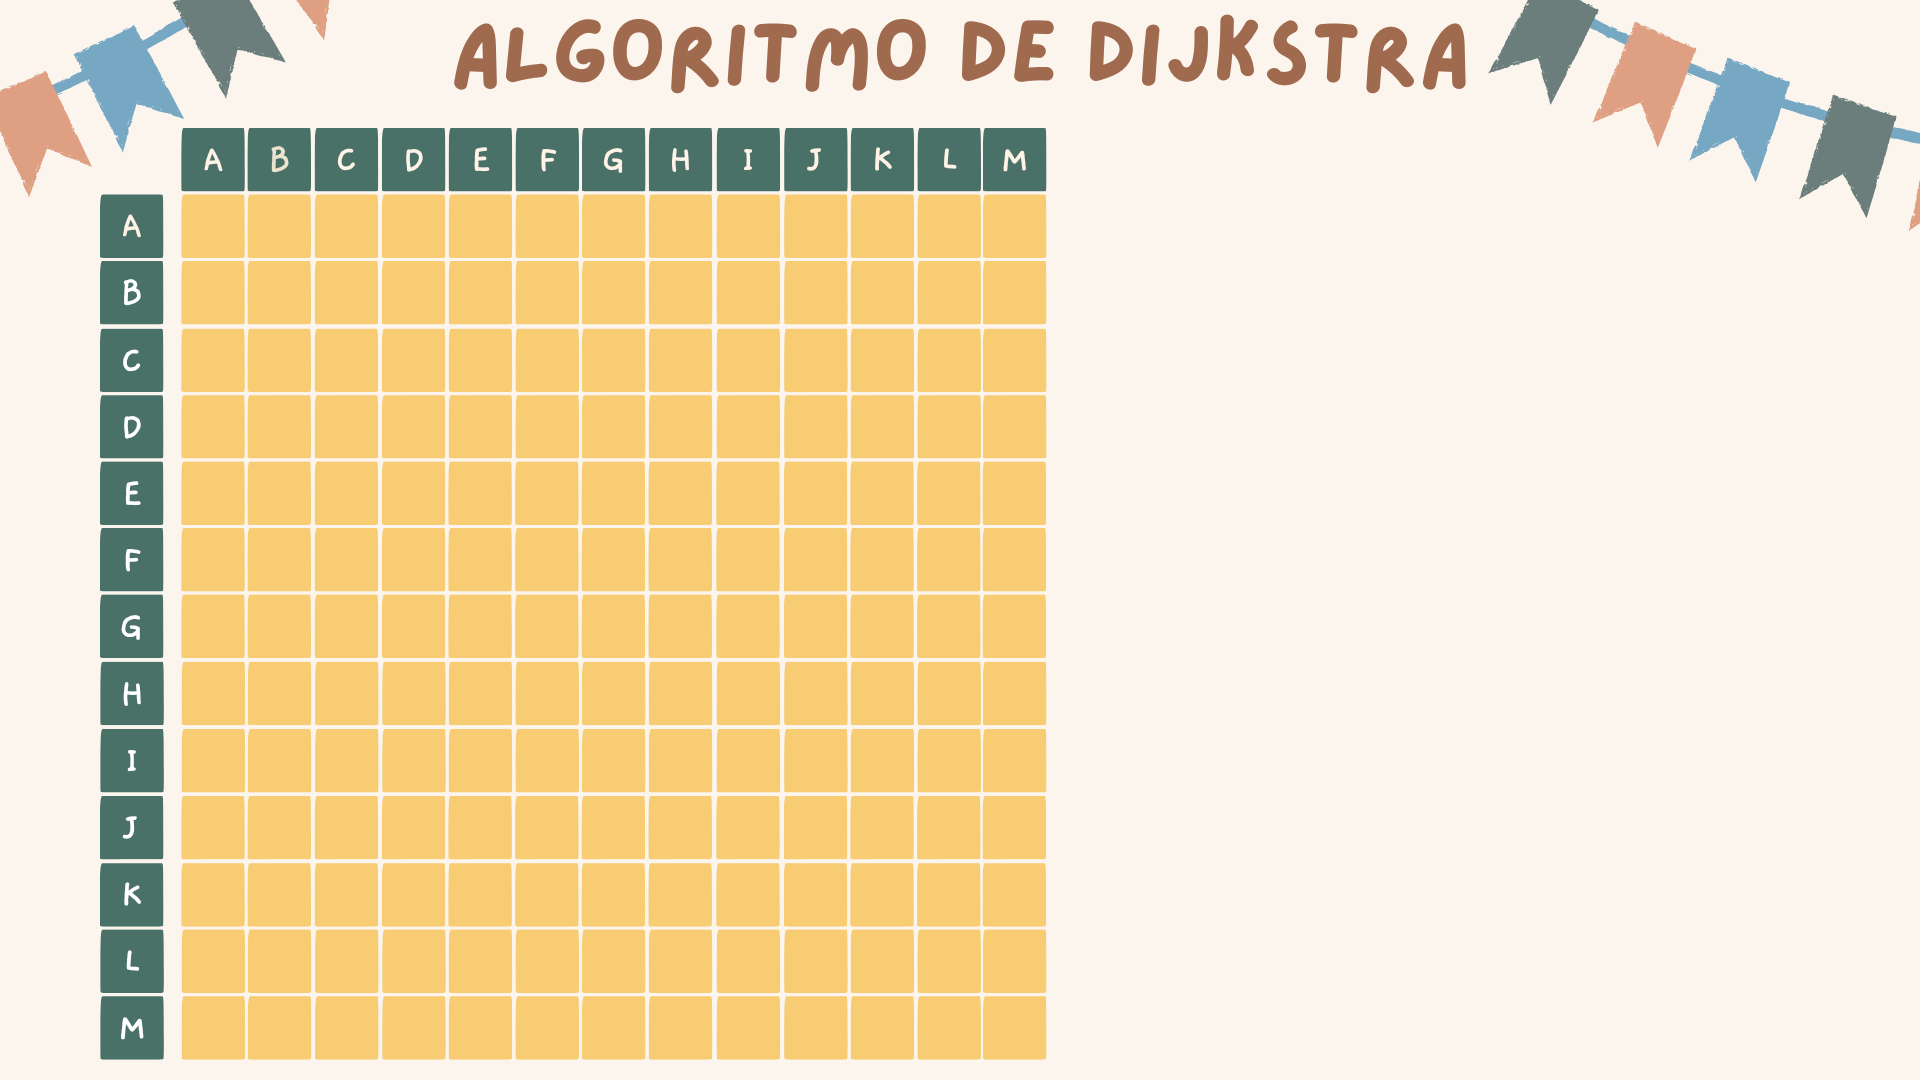 ALGORITMO DE DIJKSTRA
A B C D E F G H I J K L M
A
B
C
D
E
F
G
H
I
J
K
L
M